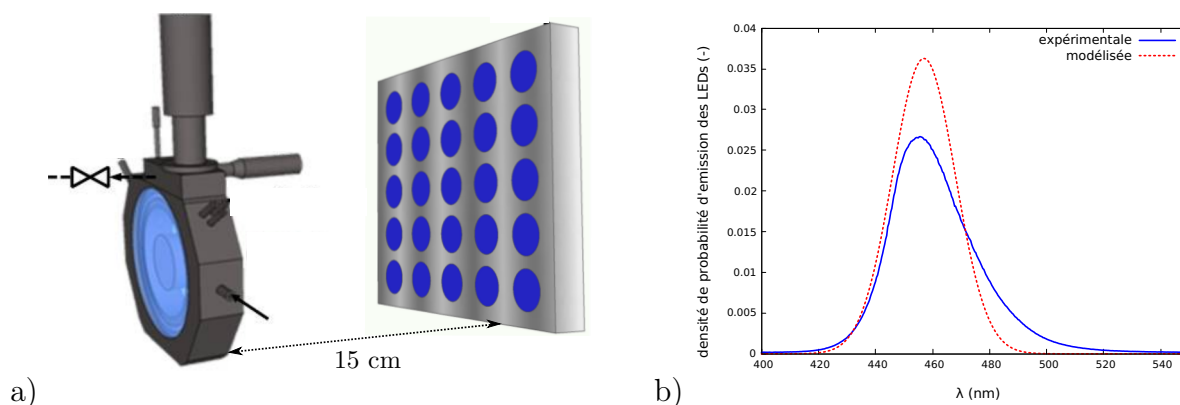 15 cm
a)
densité de probabilité d'emission des LEDs (-)
0.04
0.035
0.03
0.025
0.02
0.015
0.01
0.005
0
400
420
440
460
480
500
520
540
λ (nm)
expérimentale
modélisée
b)